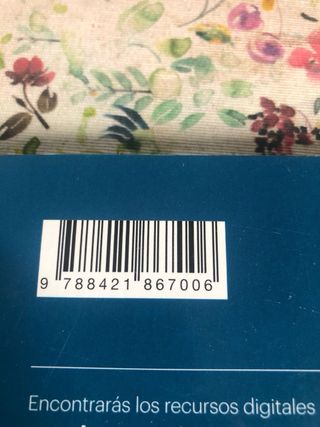 9 788421 867006
Encontrarás los recursos digitales